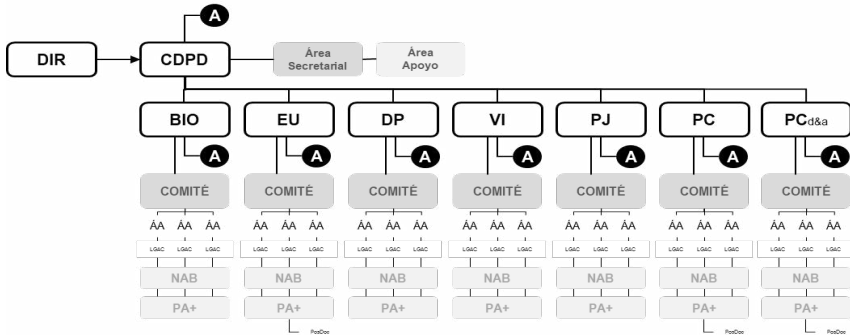 A
DIR CDPD Área Secretarial Área Apoyo
BIO EU DP VI PJ PC PCd&a
A A A A A A A
COMITÉ COMITÉ COMITÉ COMITÉ COMITÉ COMITÉ COMITÉ
ÁA ÁA ÁA ÁA ÁA ÁA ÁA ÁA ÁA ÁA ÁA ÁA ÁA ÁA ÁA ÁA ÁA ÁA ÁA ÁA ÁA
LGAC LGAC LGAC LGAC LGAC LGAC LGAC LGAC LGAC LGAC LGAC LGAC LGAC LGAC LGAC LGAC LGAC LGAC LGAC LGAC LGAC
NAB NAB NAB NAB NAB NAB NAB
PA+ PA+ PA+ PA+ PA+ PA+ PA+
PosDoc PosDoc PosDoc